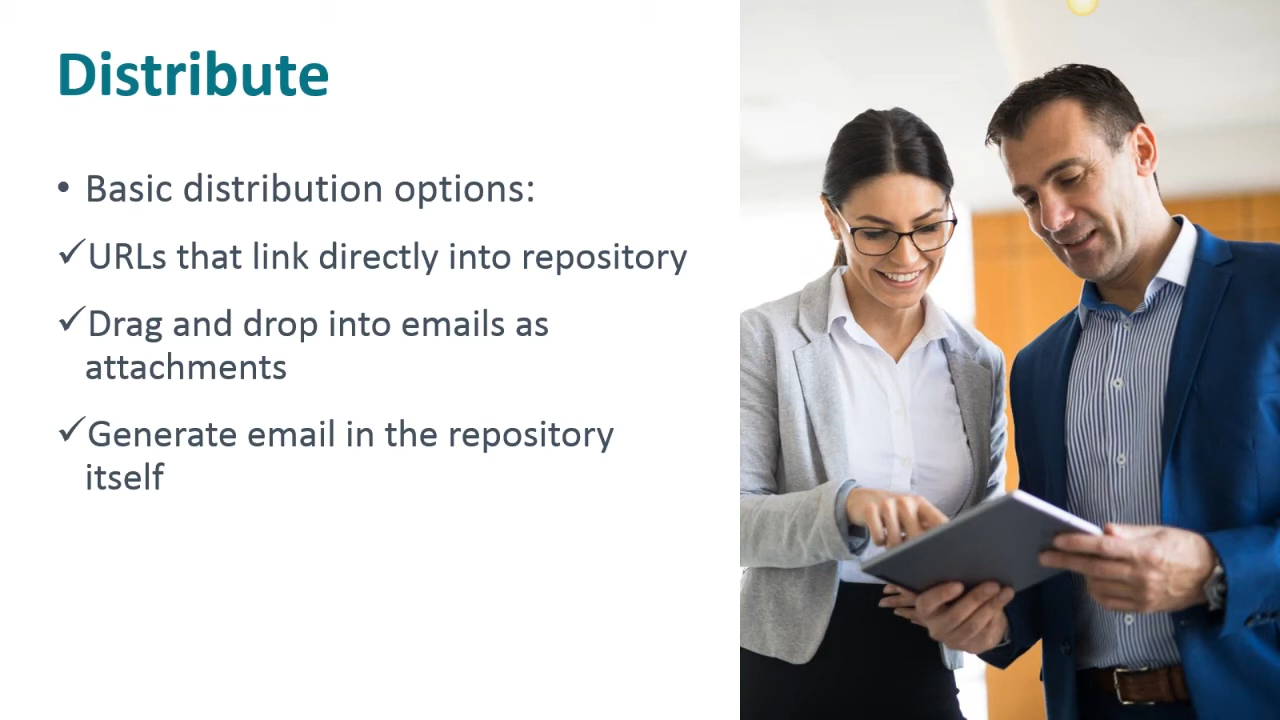 Distribute
• Basic distribution options:
✓URLs that link directly into repository
✓Drag and drop into emails as
attachments
✓Generate email in the repository
itself